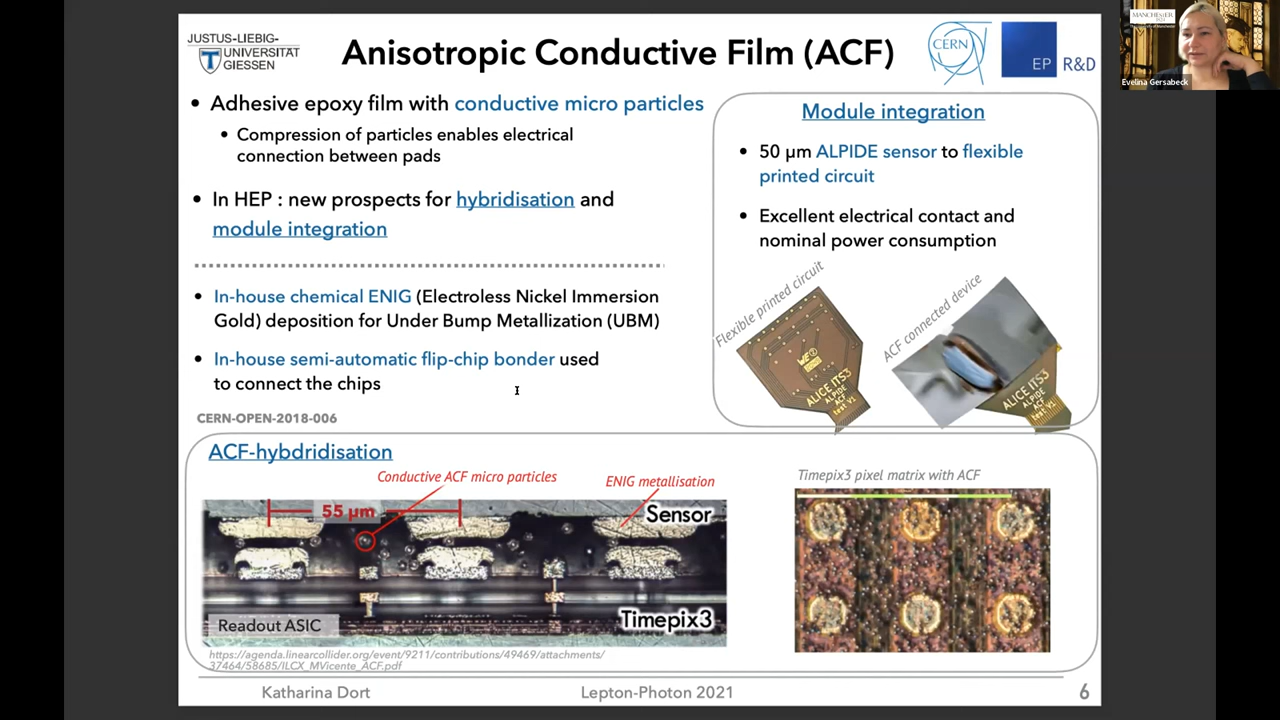 JUSTUS-LIEBIG-
UNIVERSITÄT
GIESSEN
Anisotropic Conductive Film (ACF)
CERN
EP R&D
MANCHESTER
Evelina Gersabeck
• Adhesive epoxy film with conductive micro particles
• Compression of particles enables electrical
connection between pads
• In HEP : new prospects for hybridisation and
module integration
• In-house chemical ENIG (Electroless Nickel Immersion
Gold) deposition for Under Bump Metallization (UBM)
• In-house semi-automatic flip-chip bonder used
to connect the chips
CERN-OPEN-2018-006
Module integration
• 50 µm ALPIDE sensor to flexible
printed circuit
• Excellent electrical contact and
nominal power consumption
Flexible printed circuit
ACF connected device
ALICE ITS3
ALPIDE
ACF
test v1
ALICE ITS3
ALPIDE
ACF
test v1
ACF-hybdridisation
Conductive ACF micro particles
ENIG metallisation
55 µm
Sensor
Readout ASIC
Timepix3
Timepix3 pixel matrix with ACF
https://agenda.linearcollider.org/event/9211/contributions/49469/attachments/
37464/58685/ILCX_MVicente_ACF.pdf
Katharina Dort
Lepton-Photon 2021
6